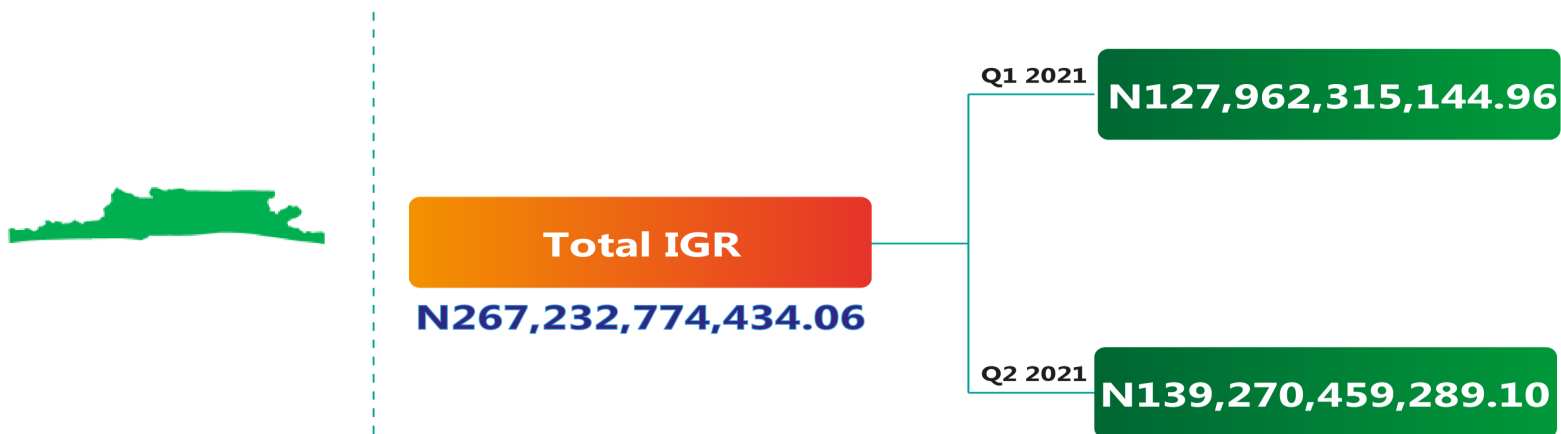 Total IGR
N267,232,774,434.06
Q1 2021
N127,962,315,144.96
Q2 2021
N139,270,459,289.10